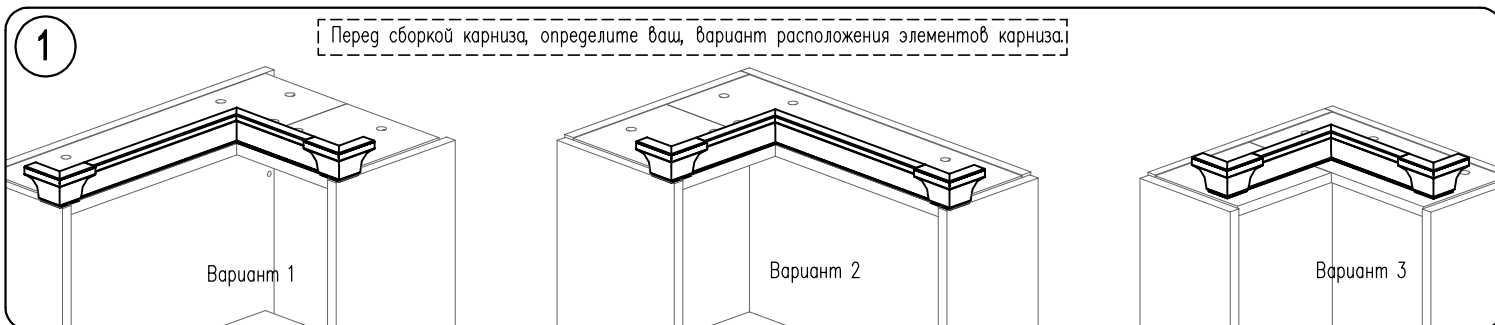 1
Перед сборкой карниза, определите ваш, вариант расположения элементов карниза.
Вариант 1
Вариант 2
Вариант 3